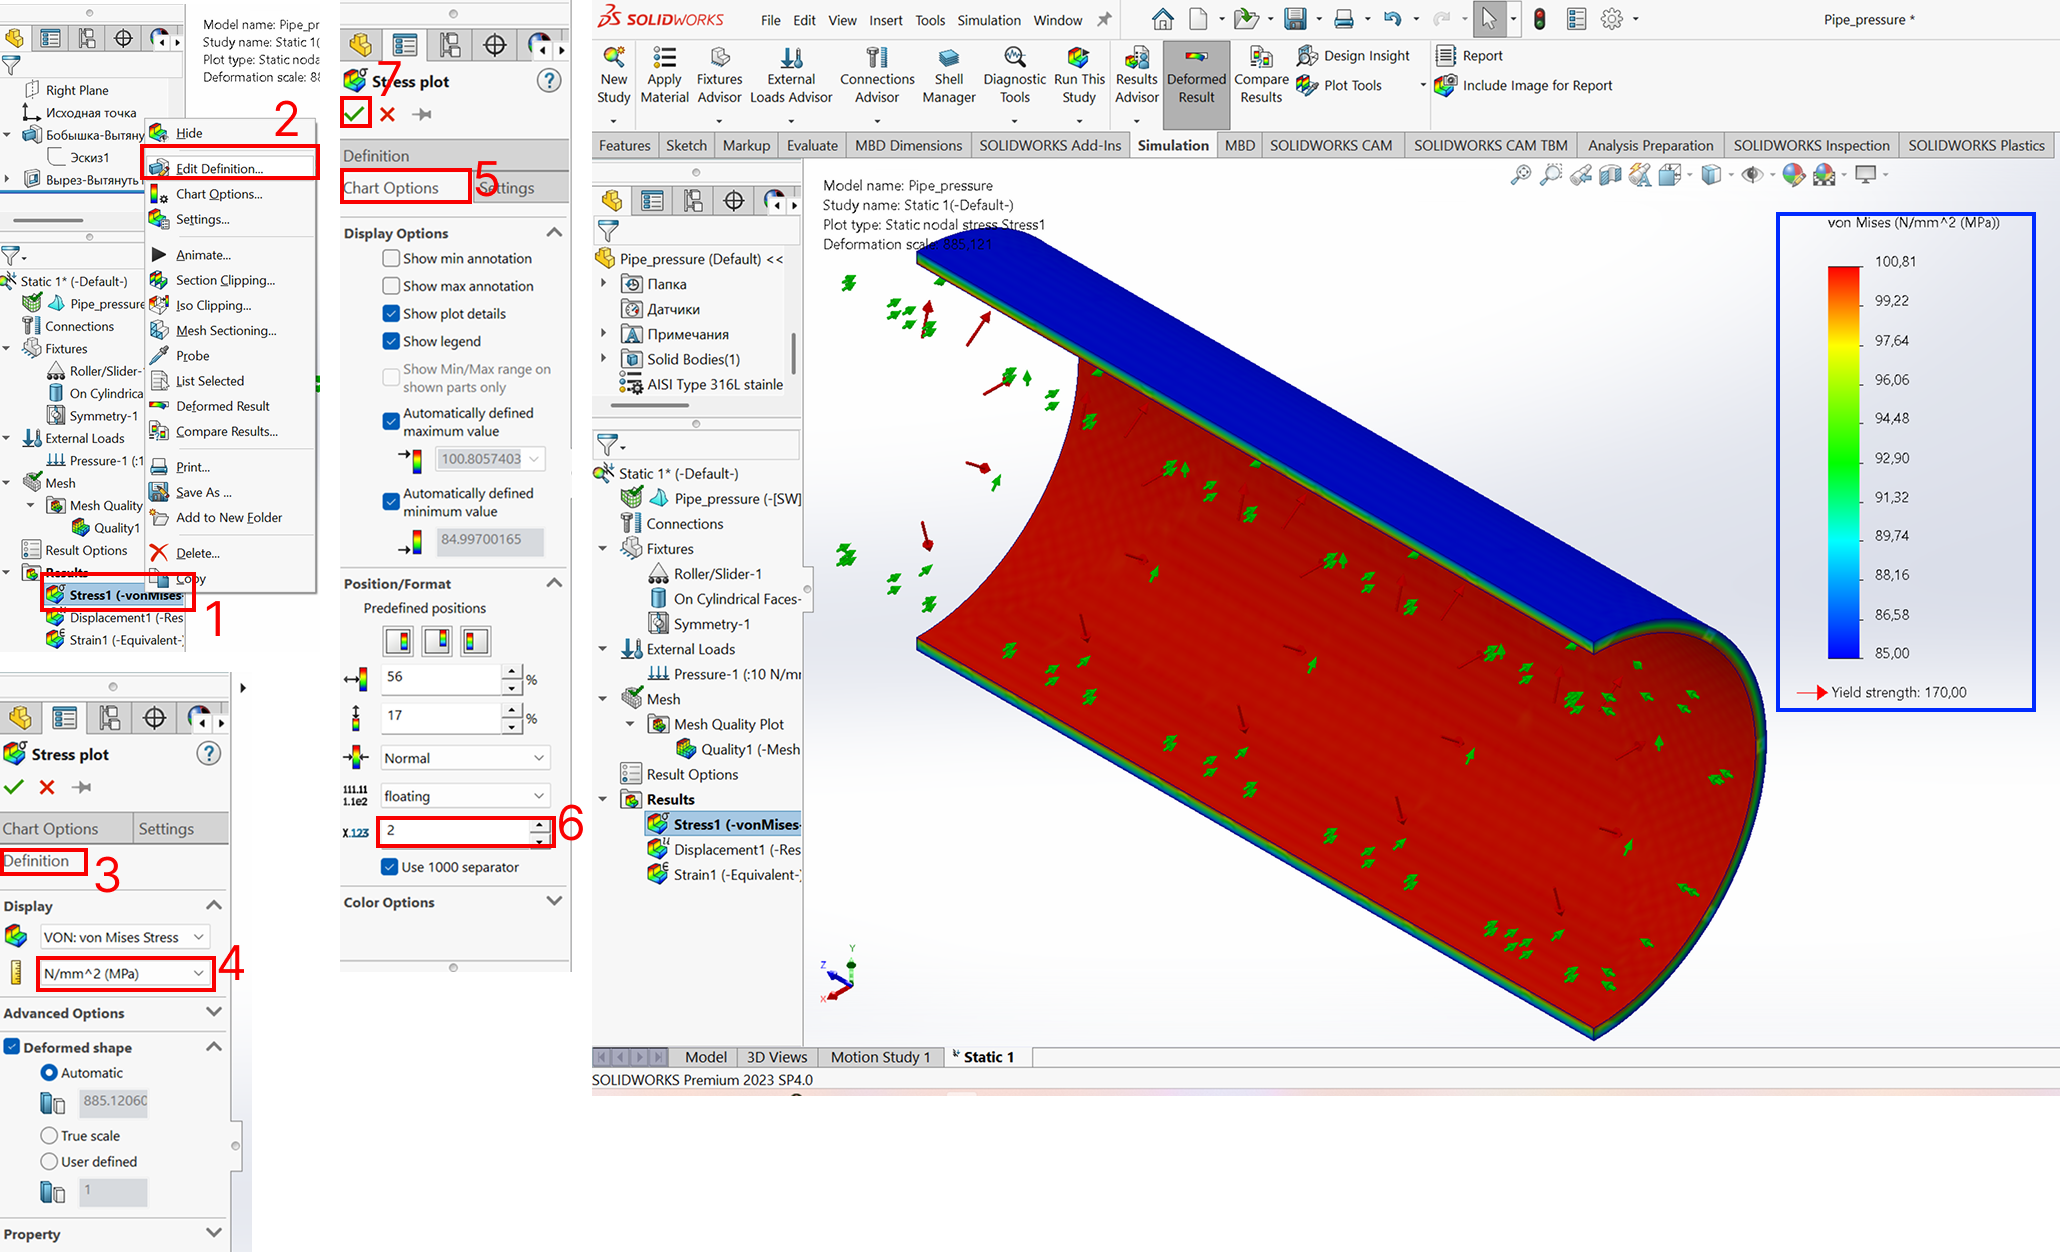 Model name: Pipe_pr
Study name: Static 1(
Plot type: Static noda
Deformation scale: 88
Right Plane
Исходная точка
Бобышка-Вытяну
Эскиз1
Вырез-Вытянуть
2
Hide
Edit Definition...
Chart Options...
Settings...
Animate...
Section Clipping...
Iso Clipping...
Mesh Sectioning...
Probe
List Selected
Deformed Result
Compare Results...
Print...
Save As ...
Add to New Folder
Delete...
Copy
Static 1* (-Default-)
Pipe_pressure
Connections
Fixtures
Roller/Slider-
On Cylindrica
Symmetry-1
External Loads
Pressure-1 (:1
Mesh
Mesh Quality
Quality1
Result Options
Results
Stress1 (-vonMises-
1
Displacement1 (-Res
Strain1 (-Equivalent-
Stress plot
?
Chart Options
Settings
Definition
3
Display
VON: von Mises Stress
N/mm^2 (MPa)
4
Advanced Options
Deformed shape
Automatic
885.12060
True scale
User defined
1
Property
7
Stress plot
?
Definition
Chart Options
5
Settings
Display Options
Show min annotation
Show max annotation
Show plot details
Show legend
Show Min/Max range on
shown parts only
Automatically defined
maximum value
100.8057403
Automatically defined
minimum value
84.99700165
Position/Format
Predefined positions
56
%
17
%
Normal
111.11
1.1e2
floating
x.123
2
6
Use 1000 separator
Color Options
SOLIDWORKS
File Edit View Insert Tools Simulation Window
Pipe_pressure *
New
Study
Apply
Material
Fixtures
Advisor
External
Loads Advisor
Connections
Advisor
Shell
Manager
Diagnostic
Tools
Run This
Study
Results
Advisor
Deformed
Result
Compare
Results
Design Insight
Plot Tools
Report
Include Image for Report
Features Sketch Markup Evaluate MBD Dimensions SOLIDWORKS Add-Ins Simulation MBD SOLIDWORKS CAM SOLIDWORKS CAM TBM Analysis Preparation SOLIDWORKS Inspection SOLIDWORKS Plastics
Pipe_pressure (Default) <<
Папка
Датчики
Примечания
Solid Bodies(1)
AISI Type 316L stainle
Static 1* (-Default-)
Pipe_pressure (-[SW]
Connections
Fixtures
Roller/Slider-1
On Cylindrical Faces-
Symmetry-1
External Loads
Pressure-1 (:10 N/mr
Mesh
Mesh Quality Plot
Quality1 (-Mesh
Result Options
Results
Stress1 (-vonMises-
Displacement1 (-Res
Strain1 (-Equivalent-
Model name: Pipe_pressure
Study name: Static 1(-Default-)
Plot type: Static nodal stress Stress1
Deformation scale: 885,121
von Mises (N/mm^2 (MPa))
100,81
99,22
97,64
96,06
94,48
92,90
91,32
89,74
88,16
86,58
85,00
Yield strength: 170,00
Y
Z
X
Model 3D Views Motion Study 1 Static 1
SOLIDWORKS Premium 2023 SP4.0